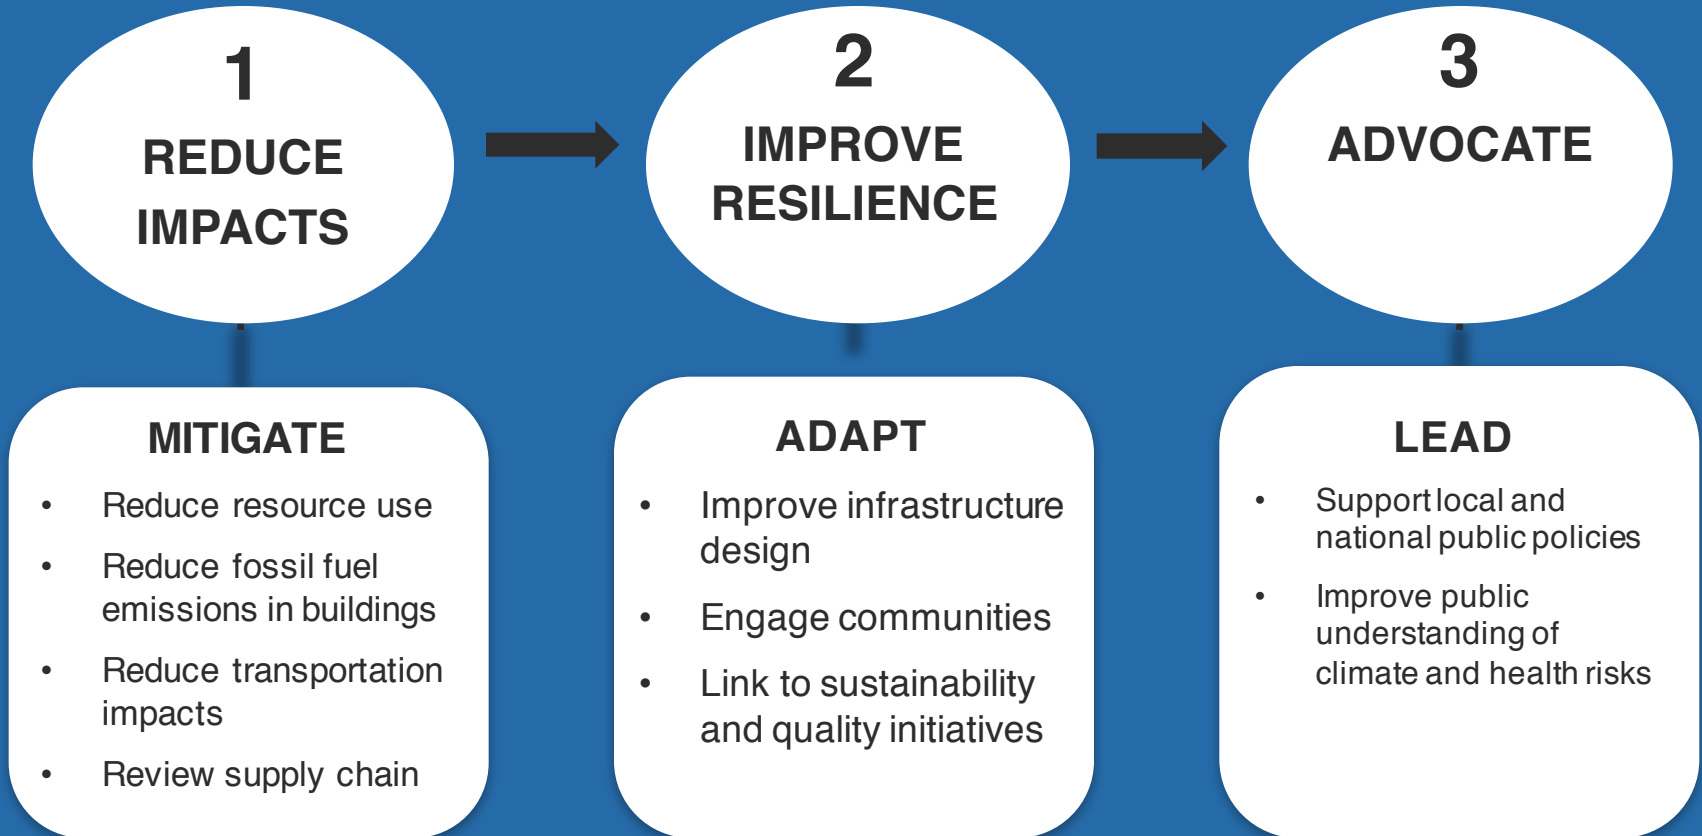 1
REDUCE
IMPACTS
2
IMPROVE
RESILIENCE
3
ADVOCATE
MITIGATE
• Reduce resource use
• Reduce fossil fuel
emissions in buildings
• Reduce transportation
impacts
• Review supply chain
ADAPT
• Improve infrastructure
design
• Engage communities
• Link to sustainability
and quality initiatives
LEAD
• Support local and
national public policies
• Improve public
understanding of
climate and health risks